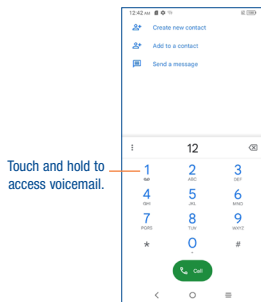 12:42 AM
Create new contact
Add to a contact
Send a message
12
Touch and hold to
access voicemail.
1 2 3
ABC DEF
4 5 6
GHI JKL MNO
7 8 9
PQRS TUV WXYZ
* 0 #
+
Call